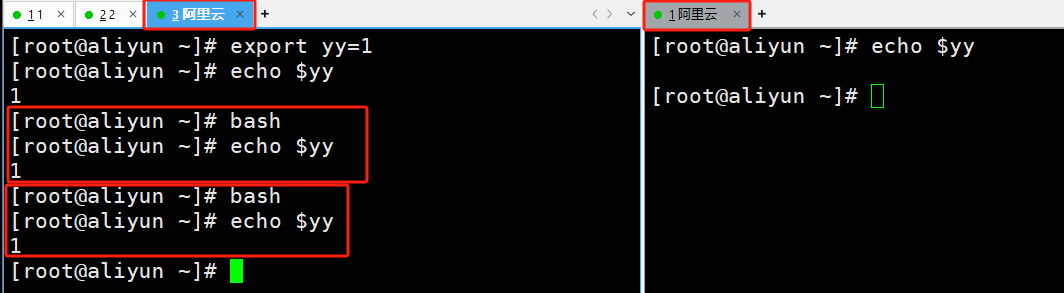 1 1 × 2 2 × 3 阿里云 × + < > 1 阿里云 × +
[root@aliyun ~]# export yy=1
[root@aliyun ~]# echo $yy
1
[root@aliyun ~]# bash
[root@aliyun ~]# echo $yy
1
[root@aliyun ~]# bash
[root@aliyun ~]# echo $yy
1
[root@aliyun ~]#
[root@aliyun ~]# echo $yy
[root@aliyun ~]#